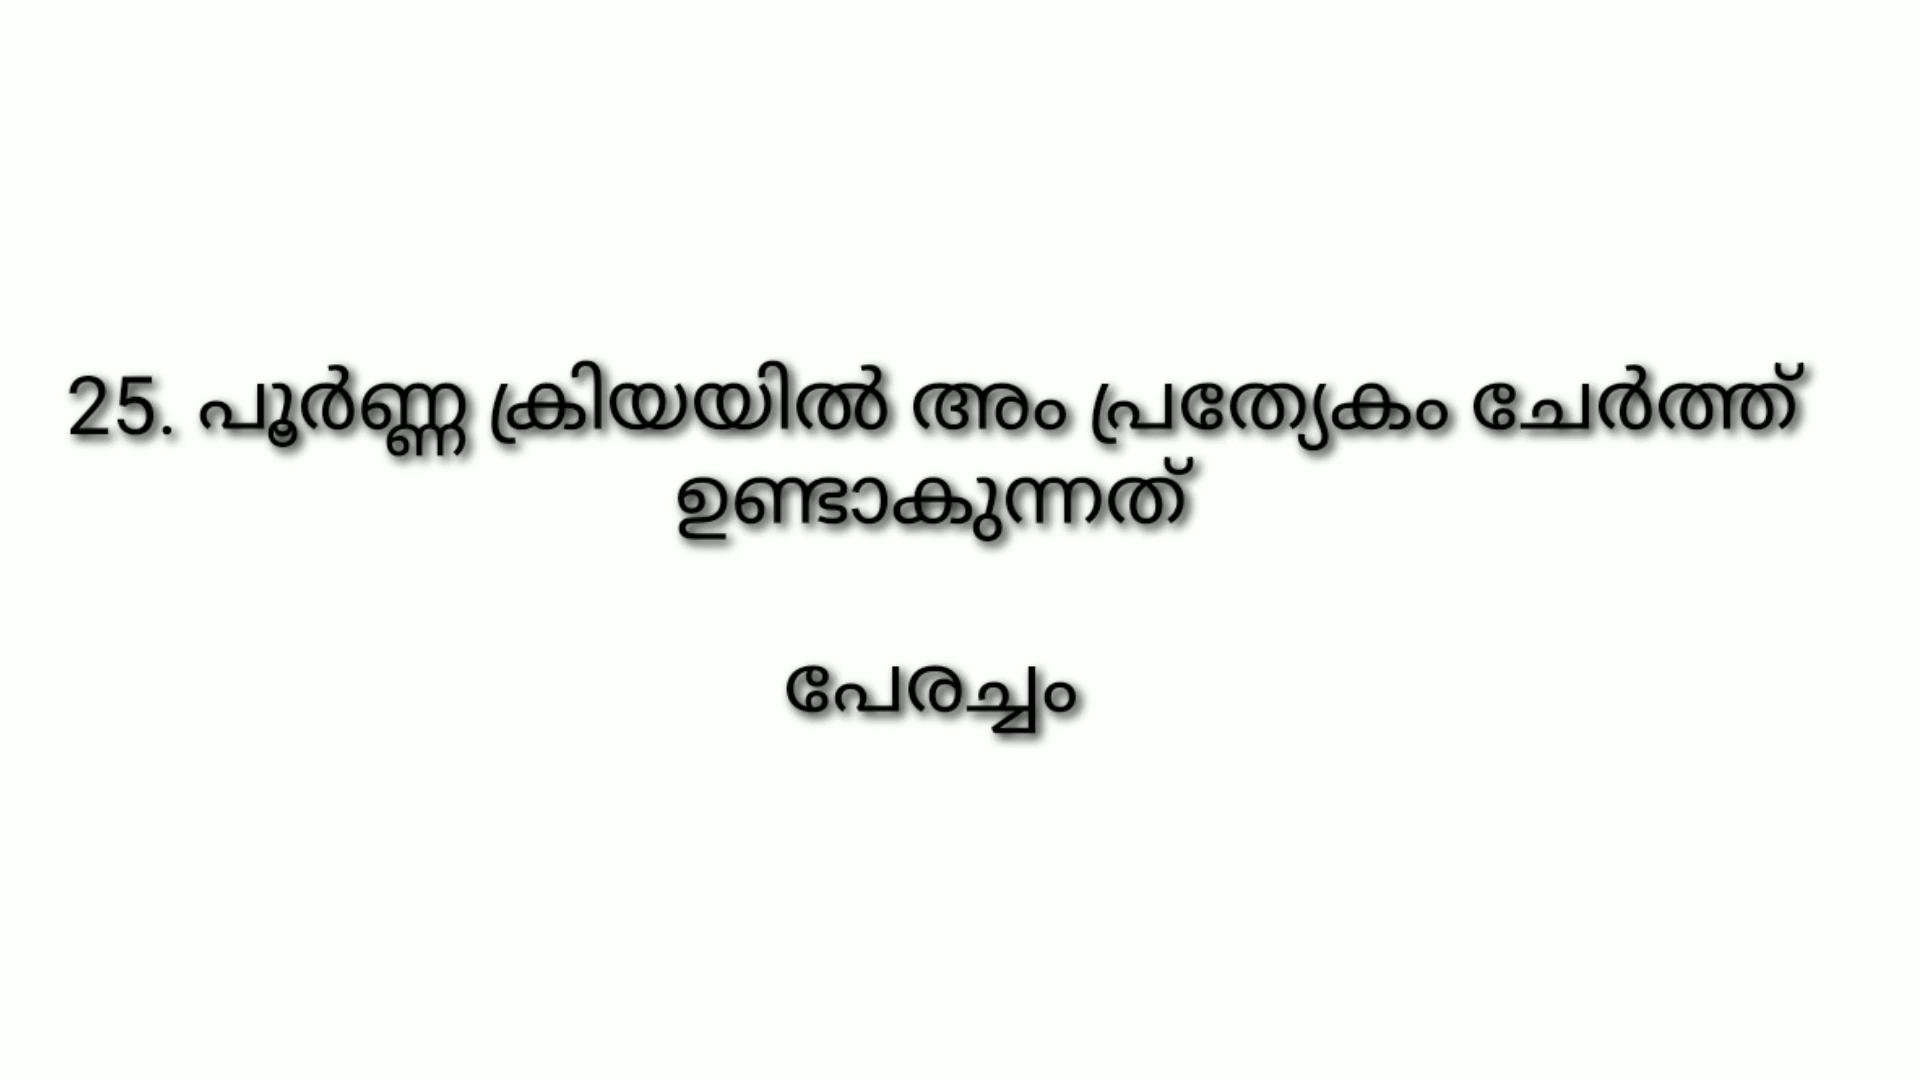 25. പൂർണ്ണ ക്രിയയിൽ അം പ്രത്യേകം ചേർത്ത്
ഉണ്ടാകുന്നത്
പേരച്ചം